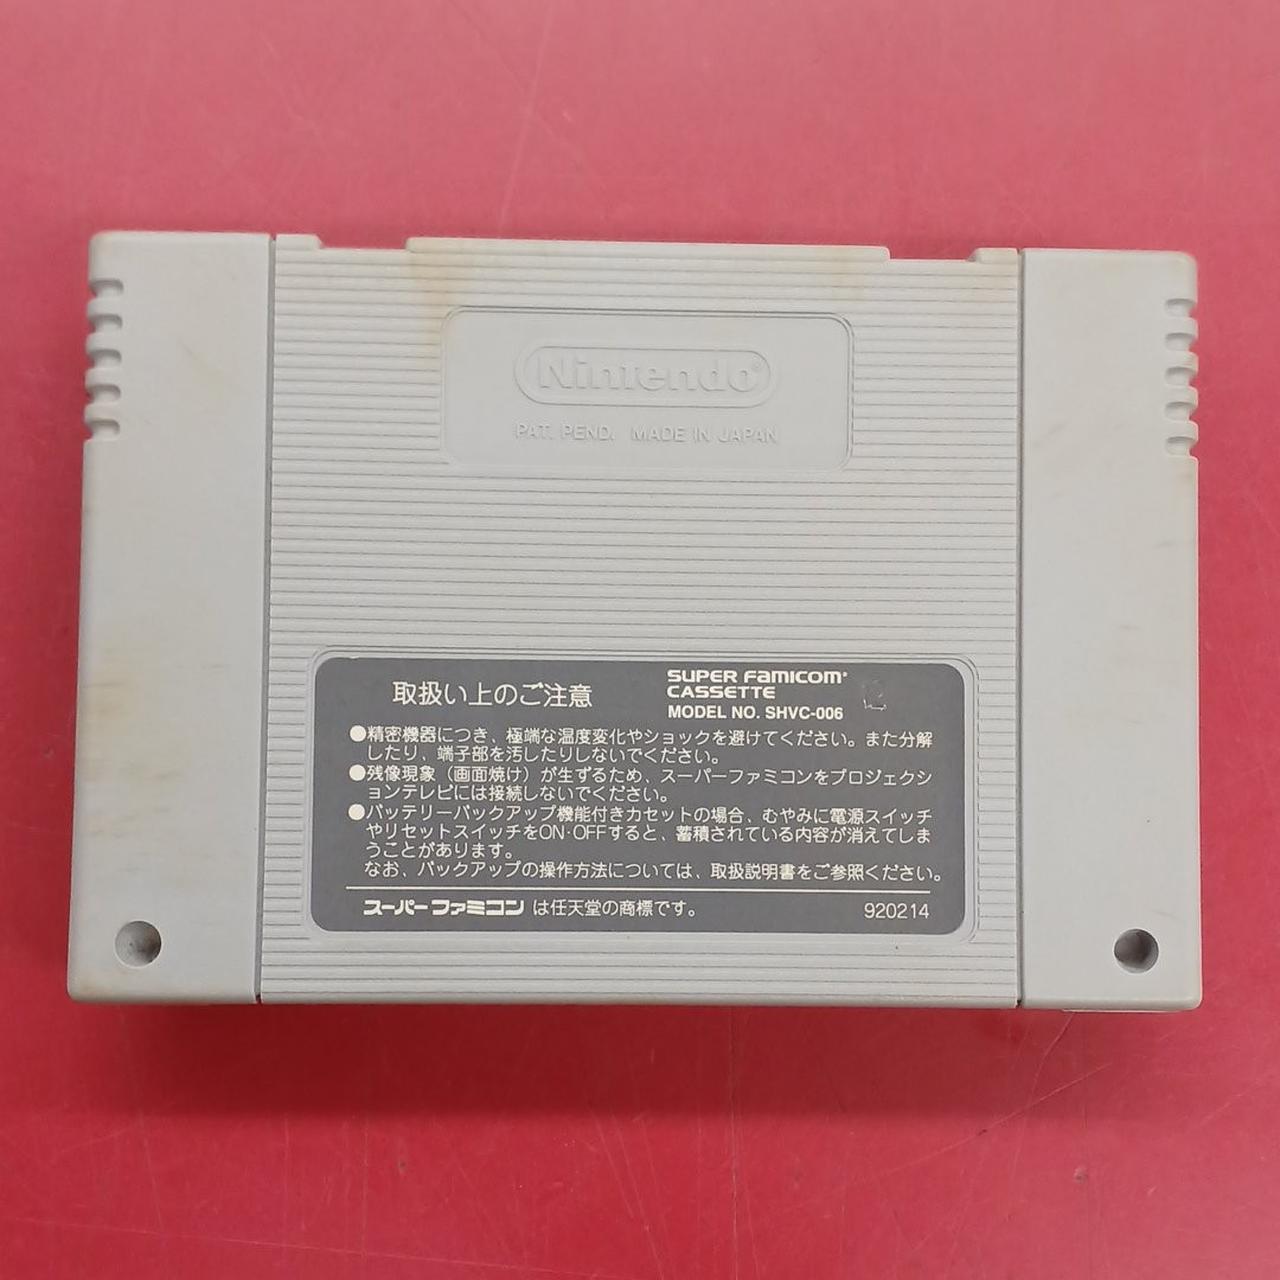 Nintendo
PAT. PEND. MADE IN JAPAN
取扱い上のご注意
SUPER FAMICOM
CASSETTE
MODEL NO. SHVC-006
●精密機器につき、極端な温度変化やショックを避けてください。また分解
したり、端子部を汚したりしないでください。
●残像現象（画面焼け）が生ずるため、スーパーファミコンをプロジェクシ
ョンテレビには接続しないでください。
●バッテリーバックアップ機能付きカセットの場合、むやみに電源スイッチ
やリセットスイッチをON・OFFすると、蓄積されている内容が消えてしま
うことがあります。
なお、バックアップの操作方法については、取扱説明書をご参照ください。
スーパーファミコン は任天堂の商標です。
920214